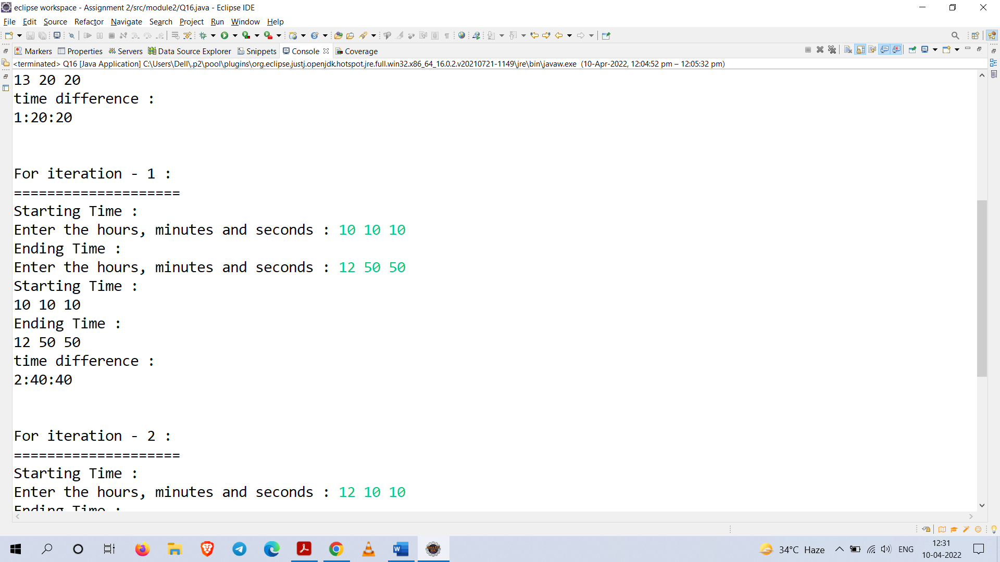 eclipse workspace - Assignment 2/src/module2/Q16.java - Eclipse IDE
File Edit Source Refactor Navigate Search Project Run Window Help
Markers Properties Servers Data Source Explorer Snippets Console Coverage
<terminated> Q16 [Java Application] C:\Users\Dell\.p2\pool\plugins\org.eclipse.justj.openjdk.hotspot.jre.full.win32.x86_64_16.0.2.v20210721-1149\jre\bin\javaw.exe (10-Apr-2022, 12:04:52 pm – 12:05:32 pm)
13 20 20
time difference :
1:20:20
For iteration - 1 :
====================
Starting Time :
Enter the hours, minutes and seconds : 10 10 10
Ending Time :
Enter the hours, minutes and seconds : 12 50 50
Starting Time :
10 10 10
Ending Time :
12 50 50
time difference :
2:40:40
For iteration - 2 :
====================
Starting Time :
Enter the hours, minutes and seconds : 12 10 10
Ending Time :
34°C Haze
ENG
12:31
10-04-2022